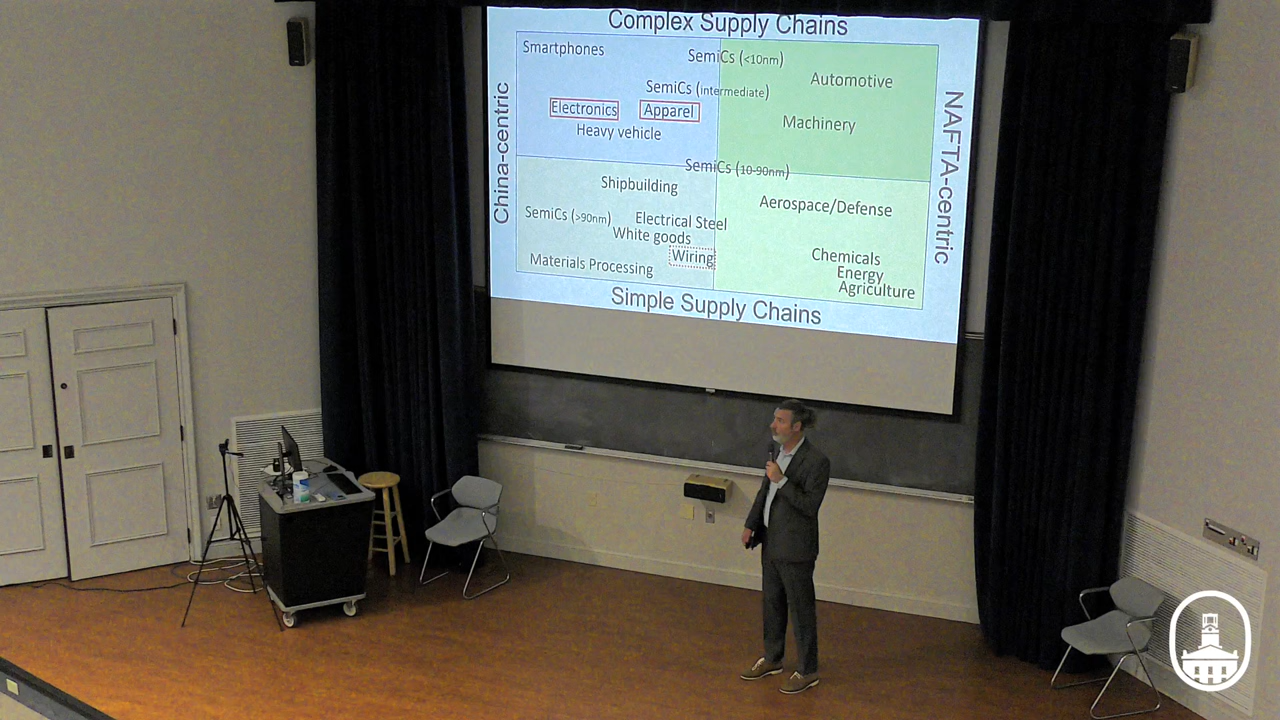 Complex Supply Chains
Smartphones
SemiCs (<10nm)
Automotive
SemiCs (intermediate)
Electronics
Apparel
Machinery
Heavy vehicle
China-centric
NAFTA-centric
SemiCs (10-90nm)
Shipbuilding
Aerospace/Defense
SemiCs (>90nm)
Electrical Steel
White goods
Wiring
Chemicals
Materials Processing
Energy
Agriculture
Simple Supply Chains